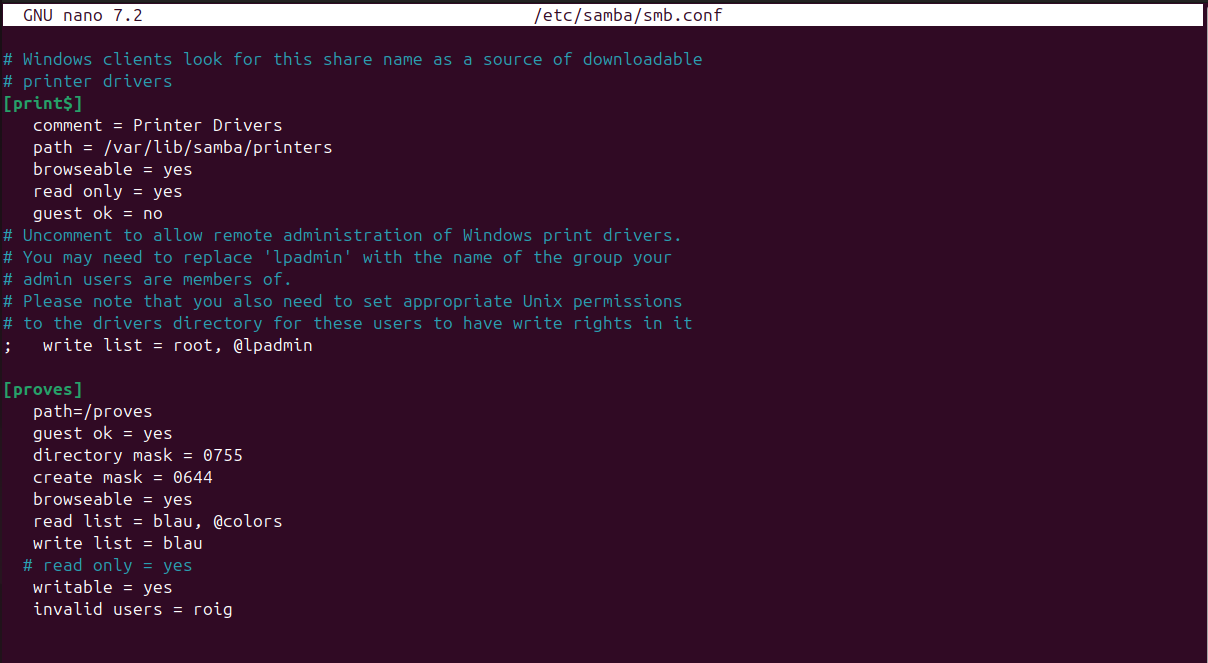 GNU nano 7.2 /etc/samba/smb.conf
# Windows clients look for this share name as a source of downloadable
# printer drivers
[print$]
comment = Printer Drivers
path = /var/lib/samba/printers
browseable = yes
read only = yes
guest ok = no
# Uncomment to allow remote administration of Windows print drivers.
# You may need to replace 'lpadmin' with the name of the group your
# admin users are members of.
# Please note that you also need to set appropriate Unix permissions
# to the drivers directory for these users to have write rights in it
;   write list = root, @lpadmin
[proves]
path=/proves
guest ok = yes
directory mask = 0755
create mask = 0644
browseable = yes
read list = blau, @colors
write list = blau
# read only = yes
writable = yes
invalid users = roig